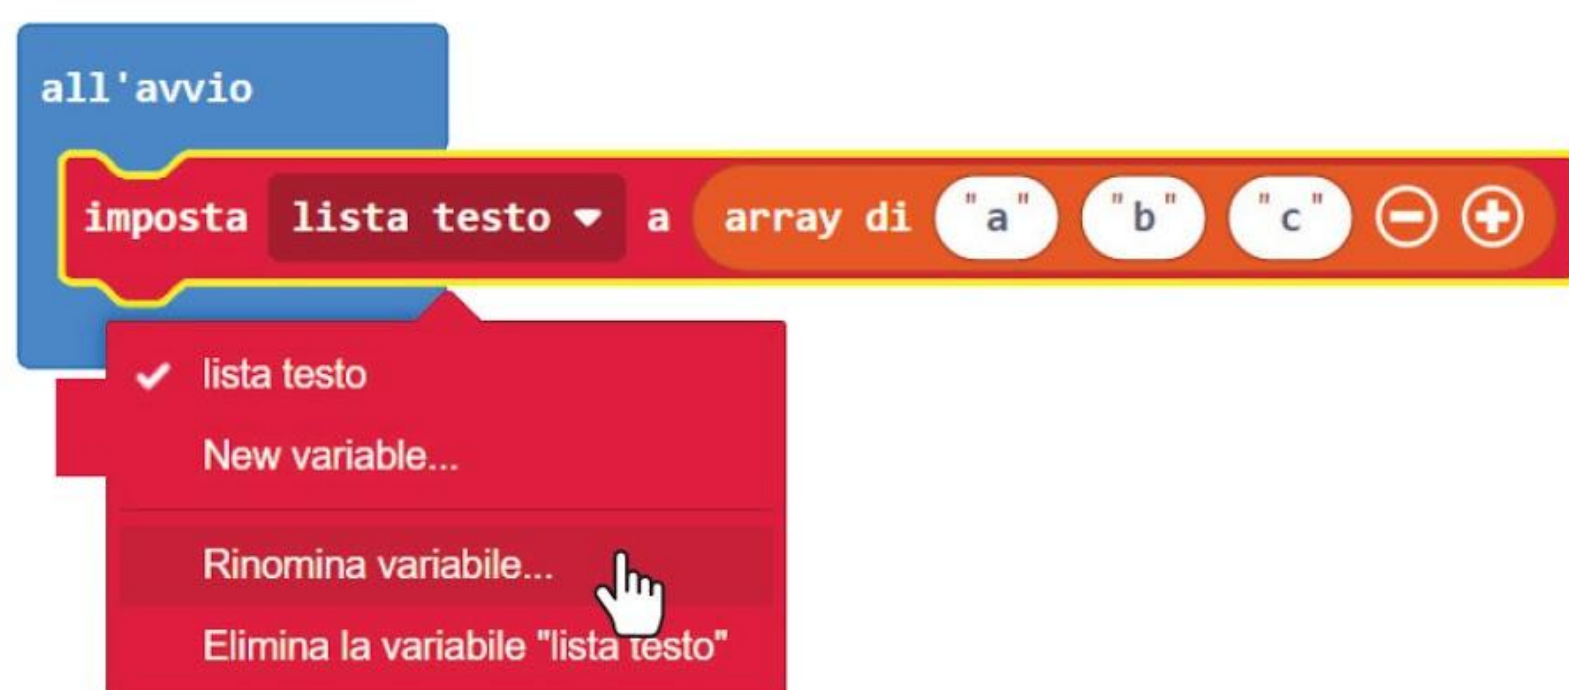 all'avvio
imposta lista testo a array di "a" "b" "c"
lista testo
New variable...
Rinomina variabile...
Elimina la variabile "lista testo"